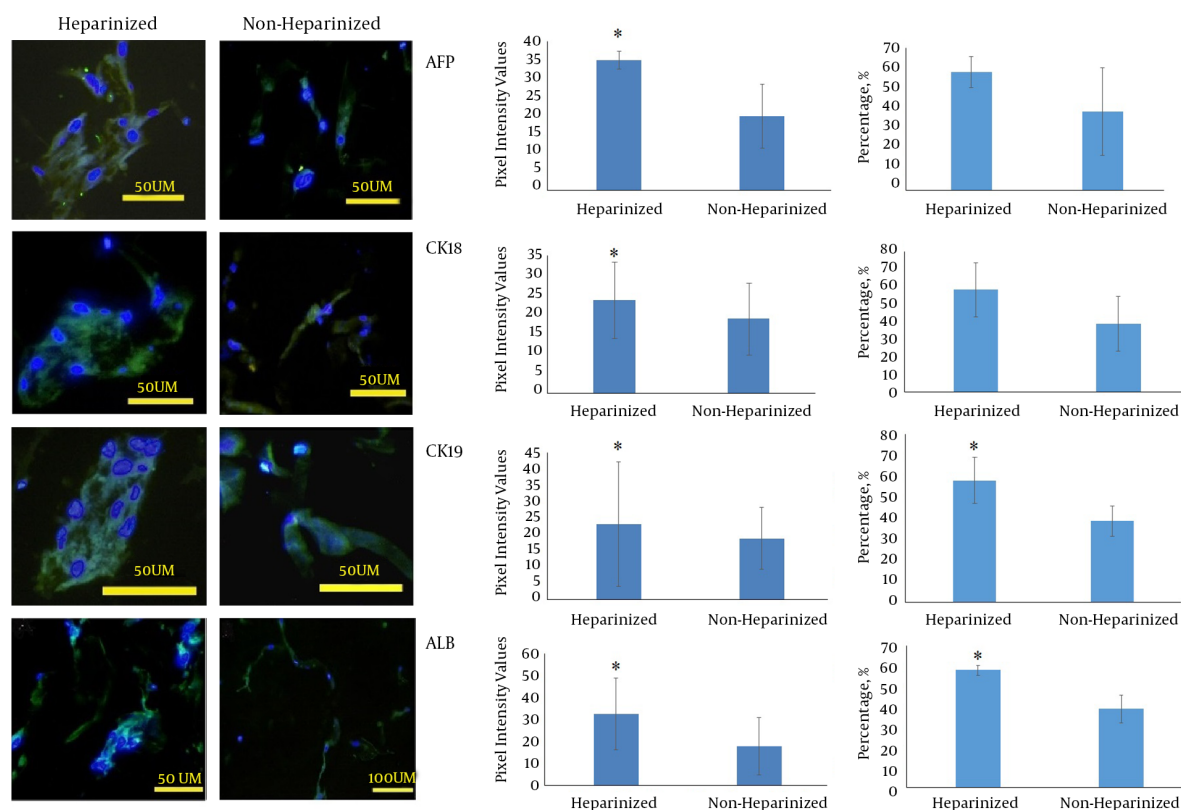 Heparinized
Non-Heparinized
50UM
50UM
AFP
Pixel Intensity Values
40
35
30
25
20
15
10
5
0
*
Heparinized
Non-Heparinized
Percentage, %
70
60
50
40
30
20
10
0
Heparinized
Non-Heparinized
50UM
50UM
CK18
Pixel Intensity Values
35
30
25
20
15
10
5
0
*
Heparinized
Non-Heparinized
Percentage, %
80
70
60
50
40
30
20
10
0
Heparinized
Non-Heparinized
50UM
50UM
CK19
Pixel Intensity Values
45
40
35
30
25
20
15
10
5
0
*
Heparinized
Non-Heparinized
Percentage, %
80
70
60
50
40
30
20
10
0
*
Heparinized
Non-Heparinized
50 UM
100UM
ALB
Pixel Intensity Values
60
50
40
30
20
10
0
*
Heparinized
Non-Heparinized
Percentage, %
70
60
50
40
30
20
10
0
*
Heparinized
Non-Heparinized